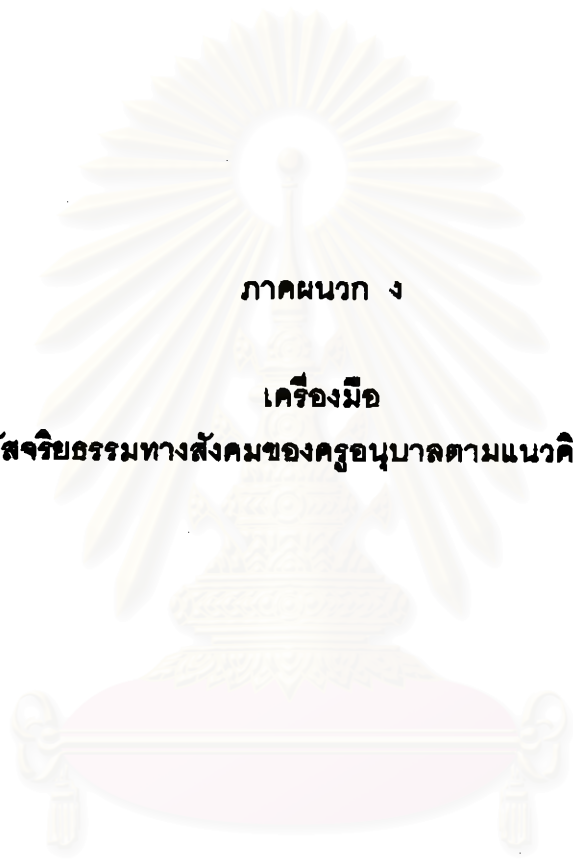 ภาคผนวก ง
เครื่องมือ
สจริยธรรมทางสังคมของครูอนุบาลตามแนวคิ